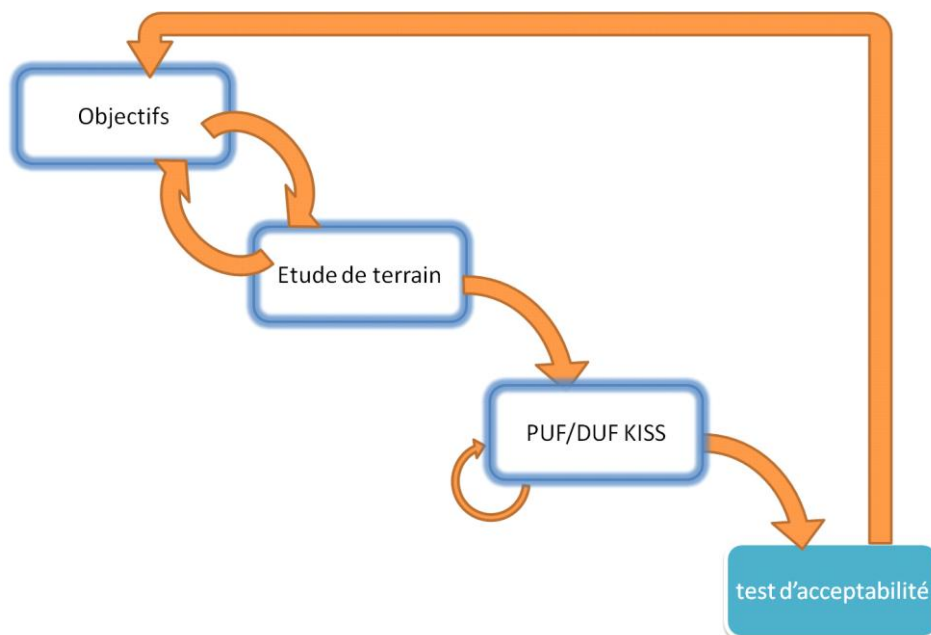 Objectifs
Etude de terrain
PUF/DUF KISS
test d'acceptabilité